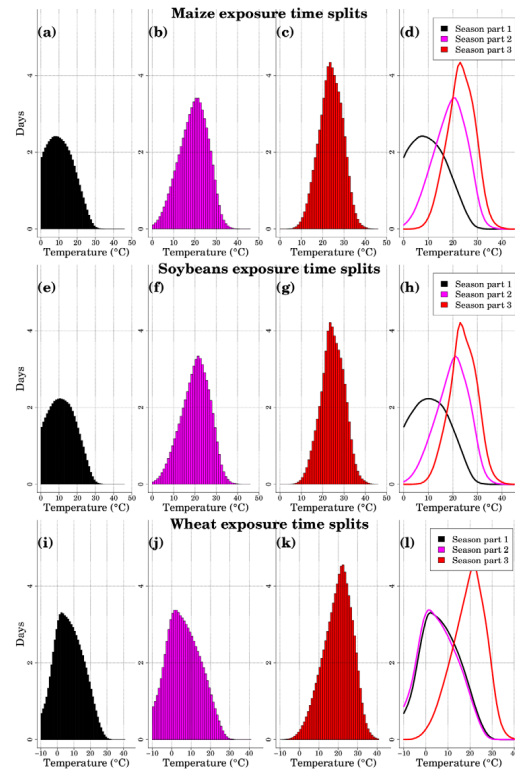 Maize exposure time splits
(a) (b) (c) (d)
Season part 1
Season part 2
Season part 3
Days
0 2 4
0 10 20 30 40 50 0 10 20 30 40 50 0 10 20 30 40 50 0 10 20 30 40
Temperature (°C) Temperature (°C) Temperature (°C) Temperature (°C)
Soybeans exposure time splits
(e) (f) (g) (h)
Season part 1
Season part 2
Season part 3
Days
0 2 4
0 10 20 30 40 50 0 10 20 30 40 50 0 10 20 30 40 50 0 10 20 30 40
Temperature (°C) Temperature (°C) Temperature (°C) Temperature (°C)
Wheat exposure time splits
(i) (j) (k) (l)
Season part 1
Season part 2
Season part 3
Days
0 2 4
−10 0 10 20 30 40 −10 0 10 20 30 40 −10 0 10 20 30 40 −10 0 10 20 30 40
Temperature (°C) Temperature (°C) Temperature (°C) Temperature (°C)